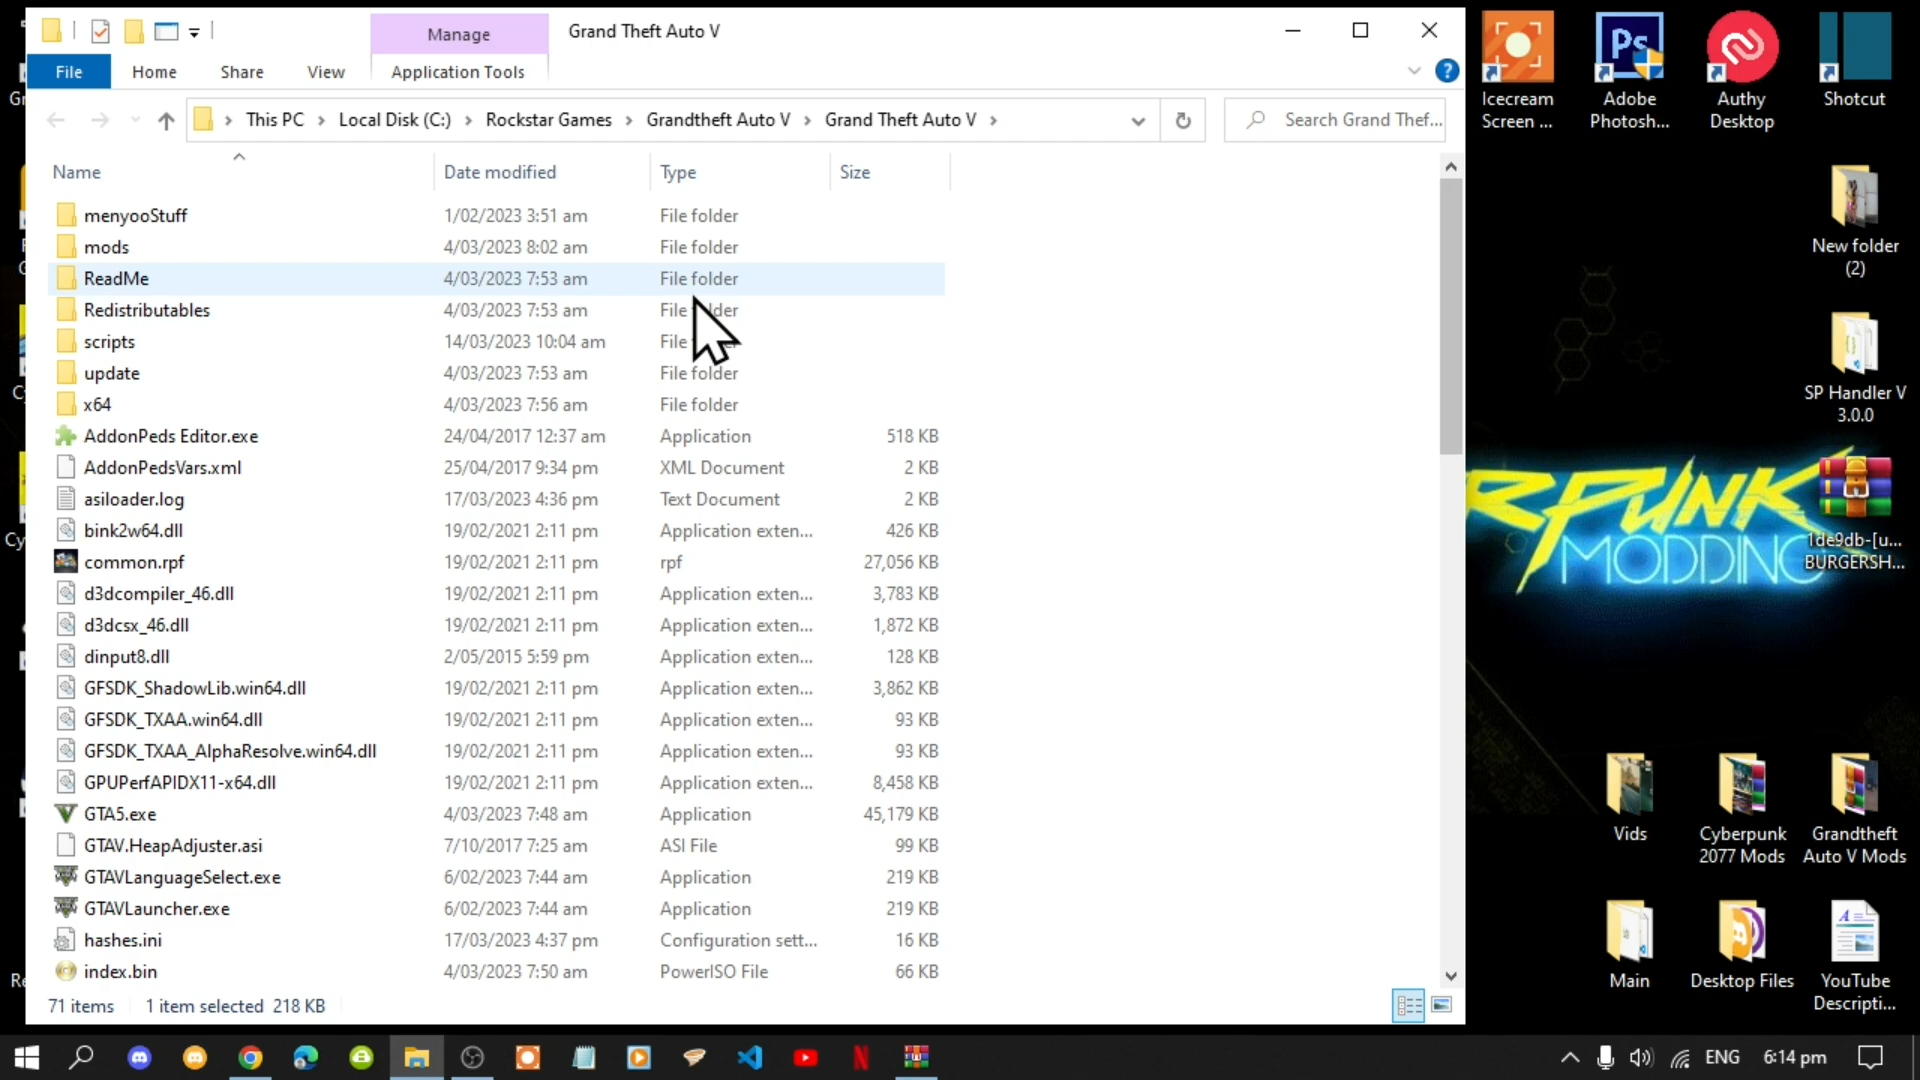 Manage
Grand Theft Auto V
File
Home
Share
View
Application Tools
This PC
Local Disk (C:)
Rockstar Games
Grandtheft Auto V
Grand Theft Auto V
Search Grand Thef...
Name
Date modified
Type
Size
menyooStuff 1/02/2023 3:51 am File folder
mods 4/03/2023 8:02 am File folder
ReadMe 4/03/2023 7:53 am File folder
Redistributables 4/03/2023 7:53 am
scripts 14/03/2023 10:04 am File
update 4/03/2023 7:53 am File folder
x64 4/03/2023 7:56 am File folder
AddonPeds Editor.exe 24/04/2017 12:37 am Application 518 KB
AddonPedsVars.xml 25/04/2017 9:34 pm XML Document 2 KB
asiloader.log 17/03/2023 4:36 pm Text Document 2 KB
bink2w64.dll 19/02/2021 2:11 pm Application exten... 426 KB
common.rpf 19/02/2021 2:11 pm rpf 27,056 KB
d3dcompiler_46.dll 19/02/2021 2:11 pm Application exten... 3,783 KB
d3dcsx_46.dll 19/02/2021 2:11 pm Application exten... 1,872 KB
dinput8.dll 2/05/2015 5:59 pm Application exten... 128 KB
GFSDK_ShadowLib.win64.dll 19/02/2021 2:11 pm Application exten... 3,862 KB
GFSDK_TXAA.win64.dll 19/02/2021 2:11 pm Application exten... 93 KB
GFSDK_TXAA_AlphaResolve.win64.dll 19/02/2021 2:11 pm Application exten... 93 KB
GPUPerfAPIDX11-x64.dll 19/02/2021 2:11 pm Application exten... 8,458 KB
GTA5.exe 4/03/2023 7:48 am Application 45,179 KB
GTAV.HeapAdjuster.asi 7/10/2017 7:25 am ASI File 99 KB
GTAVLanguageSelect.exe 6/02/2023 7:44 am Application 219 KB
GTAVLauncher.exe 6/02/2023 7:44 am Application 219 KB
hashes.ini 17/03/2023 4:37 pm Configuration sett... 16 KB
index.bin 4/03/2023 7:50 am PowerISO File 66 KB
71 items
1 item selected 218 KB
Icecream
Screen ...
Ps
Adobe
Photosh...
Authy
Desktop
Shotcut
New folder
(2)
SP Handler V
3.0.0
RPUNK
MODDING
1de9db-[u...
BURGERSH...
Vids
Cyberpunk
2077 Mods
Grandtheft
Auto V Mods
Main
Desktop Files
YouTube
Descripti...
ENG
6:14 pm